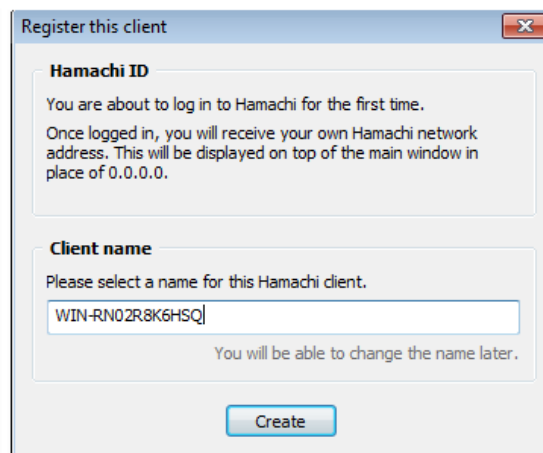 Register this client
Hamachi ID
You are about to log in to Hamachi for the first time.
Once logged in, you will receive your own Hamachi network
address. This will be displayed on top of the main window in
place of 0.0.0.0.
Client name
Please select a name for this Hamachi client.
WIN-RN02R8K6HSQ
You will be able to change the name later.
Create